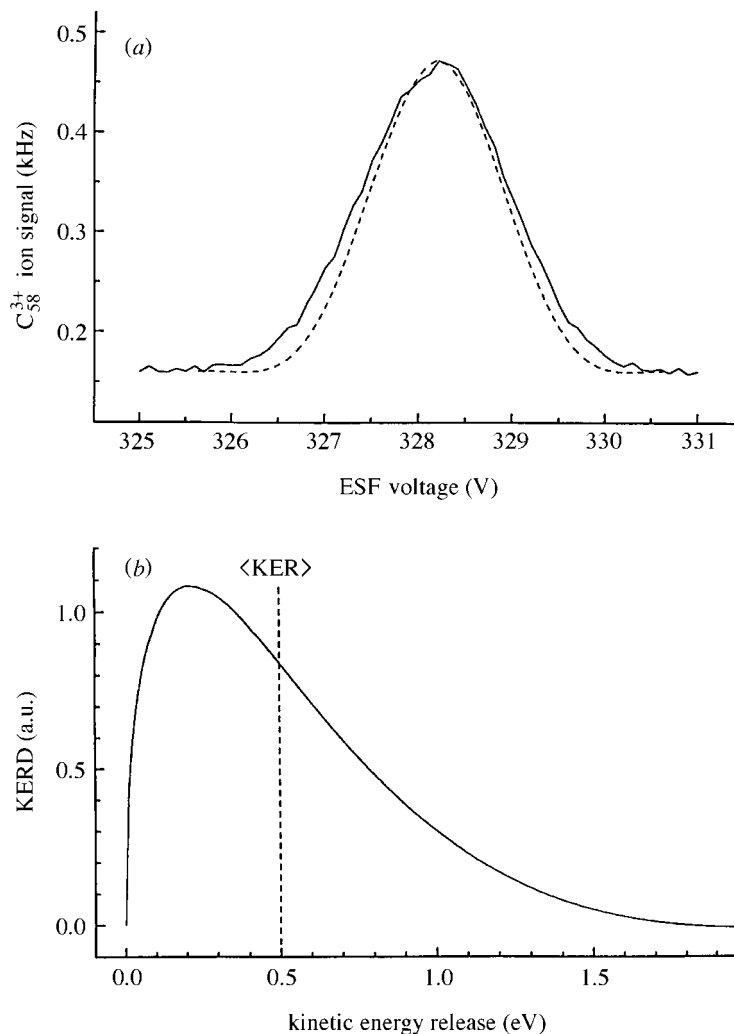 (a)
0.5
0.4
0.3
0.2
C₅₈³⁺ ion signal (kHz)
325 326 327 328 329 330 331
ESF voltage (V)
(b)
<KER>
1.0
0.5
0.0
KERD (a.u.)
0.0 0.5 1.0 1.5
kinetic energy release (eV)